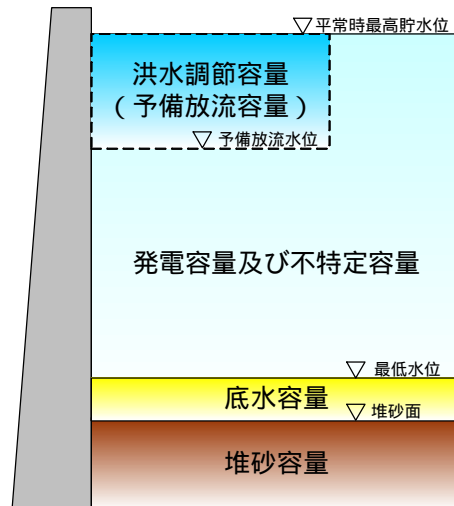 ▽平常時最高貯水位
洪水調節容量
（予備放流容量）
▽ 予備放流水位
発電容量及び不特定容量
▽ 最低水位
底水容量
▽ 堆砂面
堆砂容量